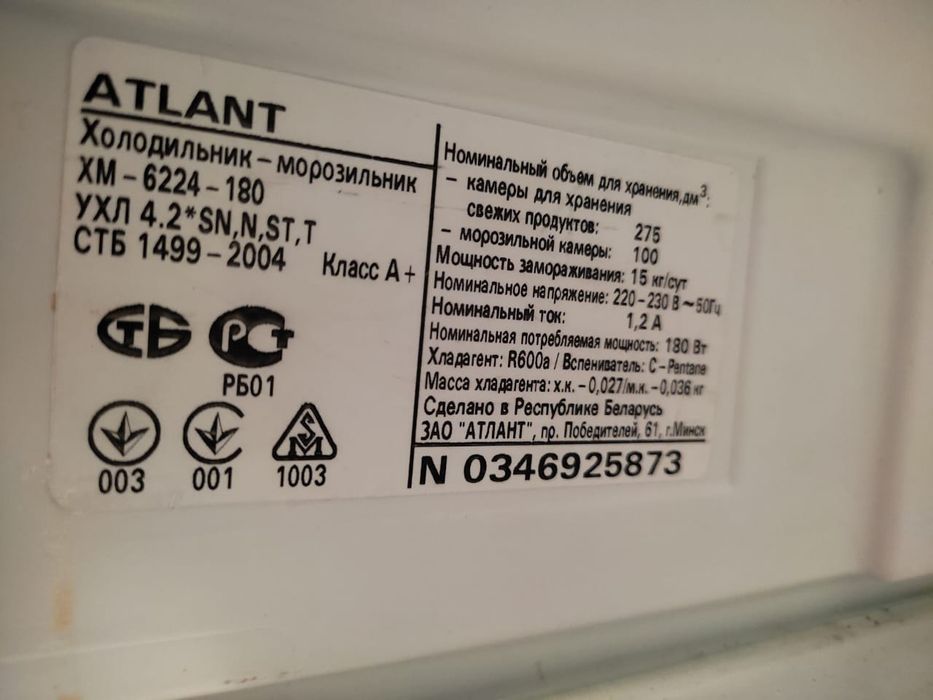 ATLANT
Холодильник – морозильник
ХМ – 6224 – 180
УХЛ 4.2*SN,N,ST,T
СТБ 1499 – 2004 Класс А+
СТБ РСТ
РБ01
003 001 1003
Номинальный объем для хранения,дм³:
– камеры для хранения
свежих продуктов: 275
– морозильной камеры: 100
Мощность замораживания: 15 кг/сут
Номинальное напряжение: 220 – 230 В ~ 50Гц
Номинальный ток: 1,2 А
Номинальная потребляемая мощность: 180 Вт
Хладагент: R600a / Вспениватель: C – Pentane
Масса хладагента: х.к. – 0,027/м.к. – 0,036 кг
Сделано в Республике Беларусь
ЗАО "АТЛАНТ", пр. Победителей, 61, г.Минск
N 0346925873